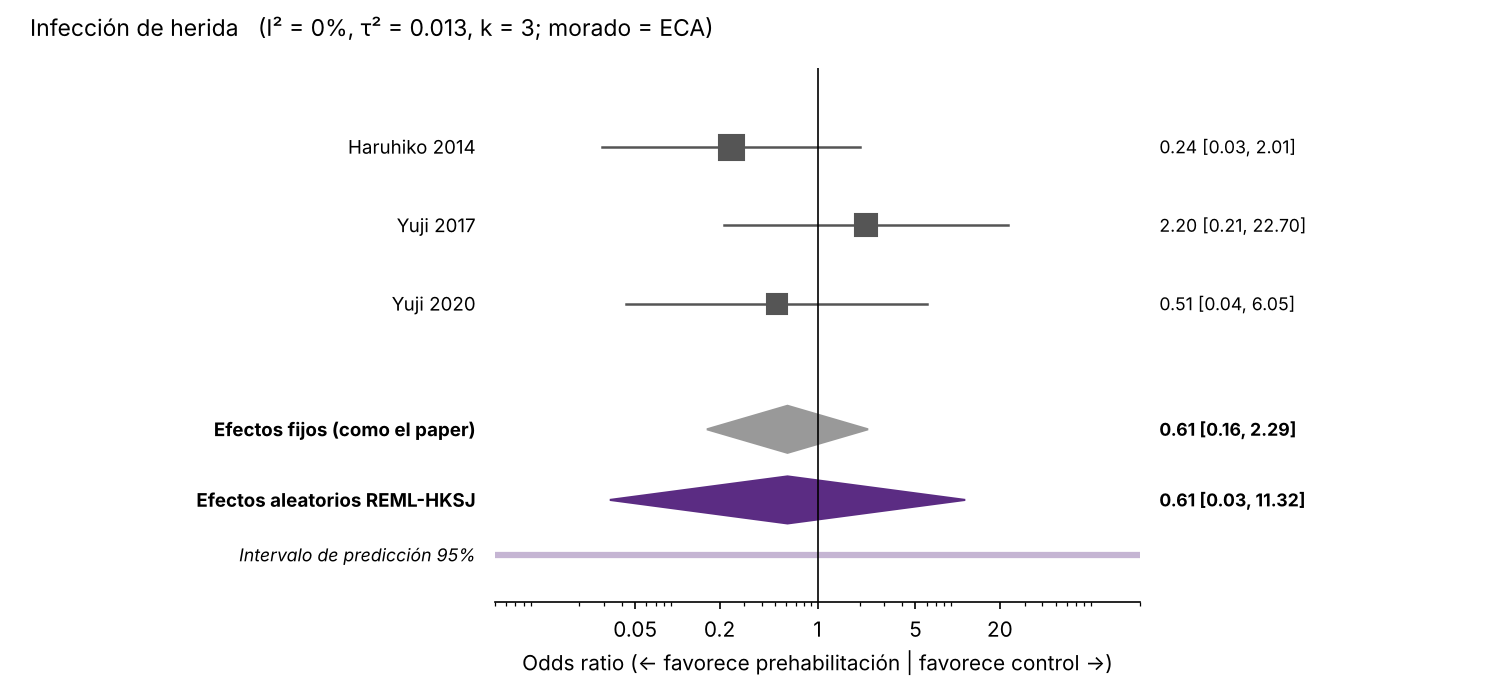 Infección de herida (I² = 0%, τ² = 0.013, k = 3; morado = ECA)
Haruhiko 2014 0.24 [0.03, 2.01]
Yuji 2017 2.20 [0.21, 22.70]
Yuji 2020 0.51 [0.04, 6.05]
Efectos fijos (como el paper) 0.61 [0.16, 2.29]
Efectos aleatorios REML-HKSJ 0.61 [0.03, 11.32]
Intervalo de predicción 95%
0.05 0.2 1 5 20
Odds ratio (← favorece prehabilitación | favorece control →)